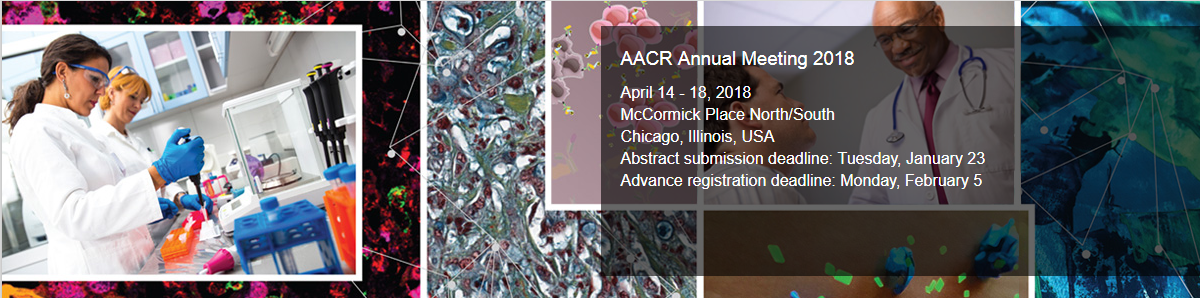 AACR Annual Meeting 2018
April 14 - 18, 2018
McCormick Place North/South
Chicago, Illinois, USA
Abstract submission deadline: Tuesday, January 23
Advance registration deadline: Monday, February 5